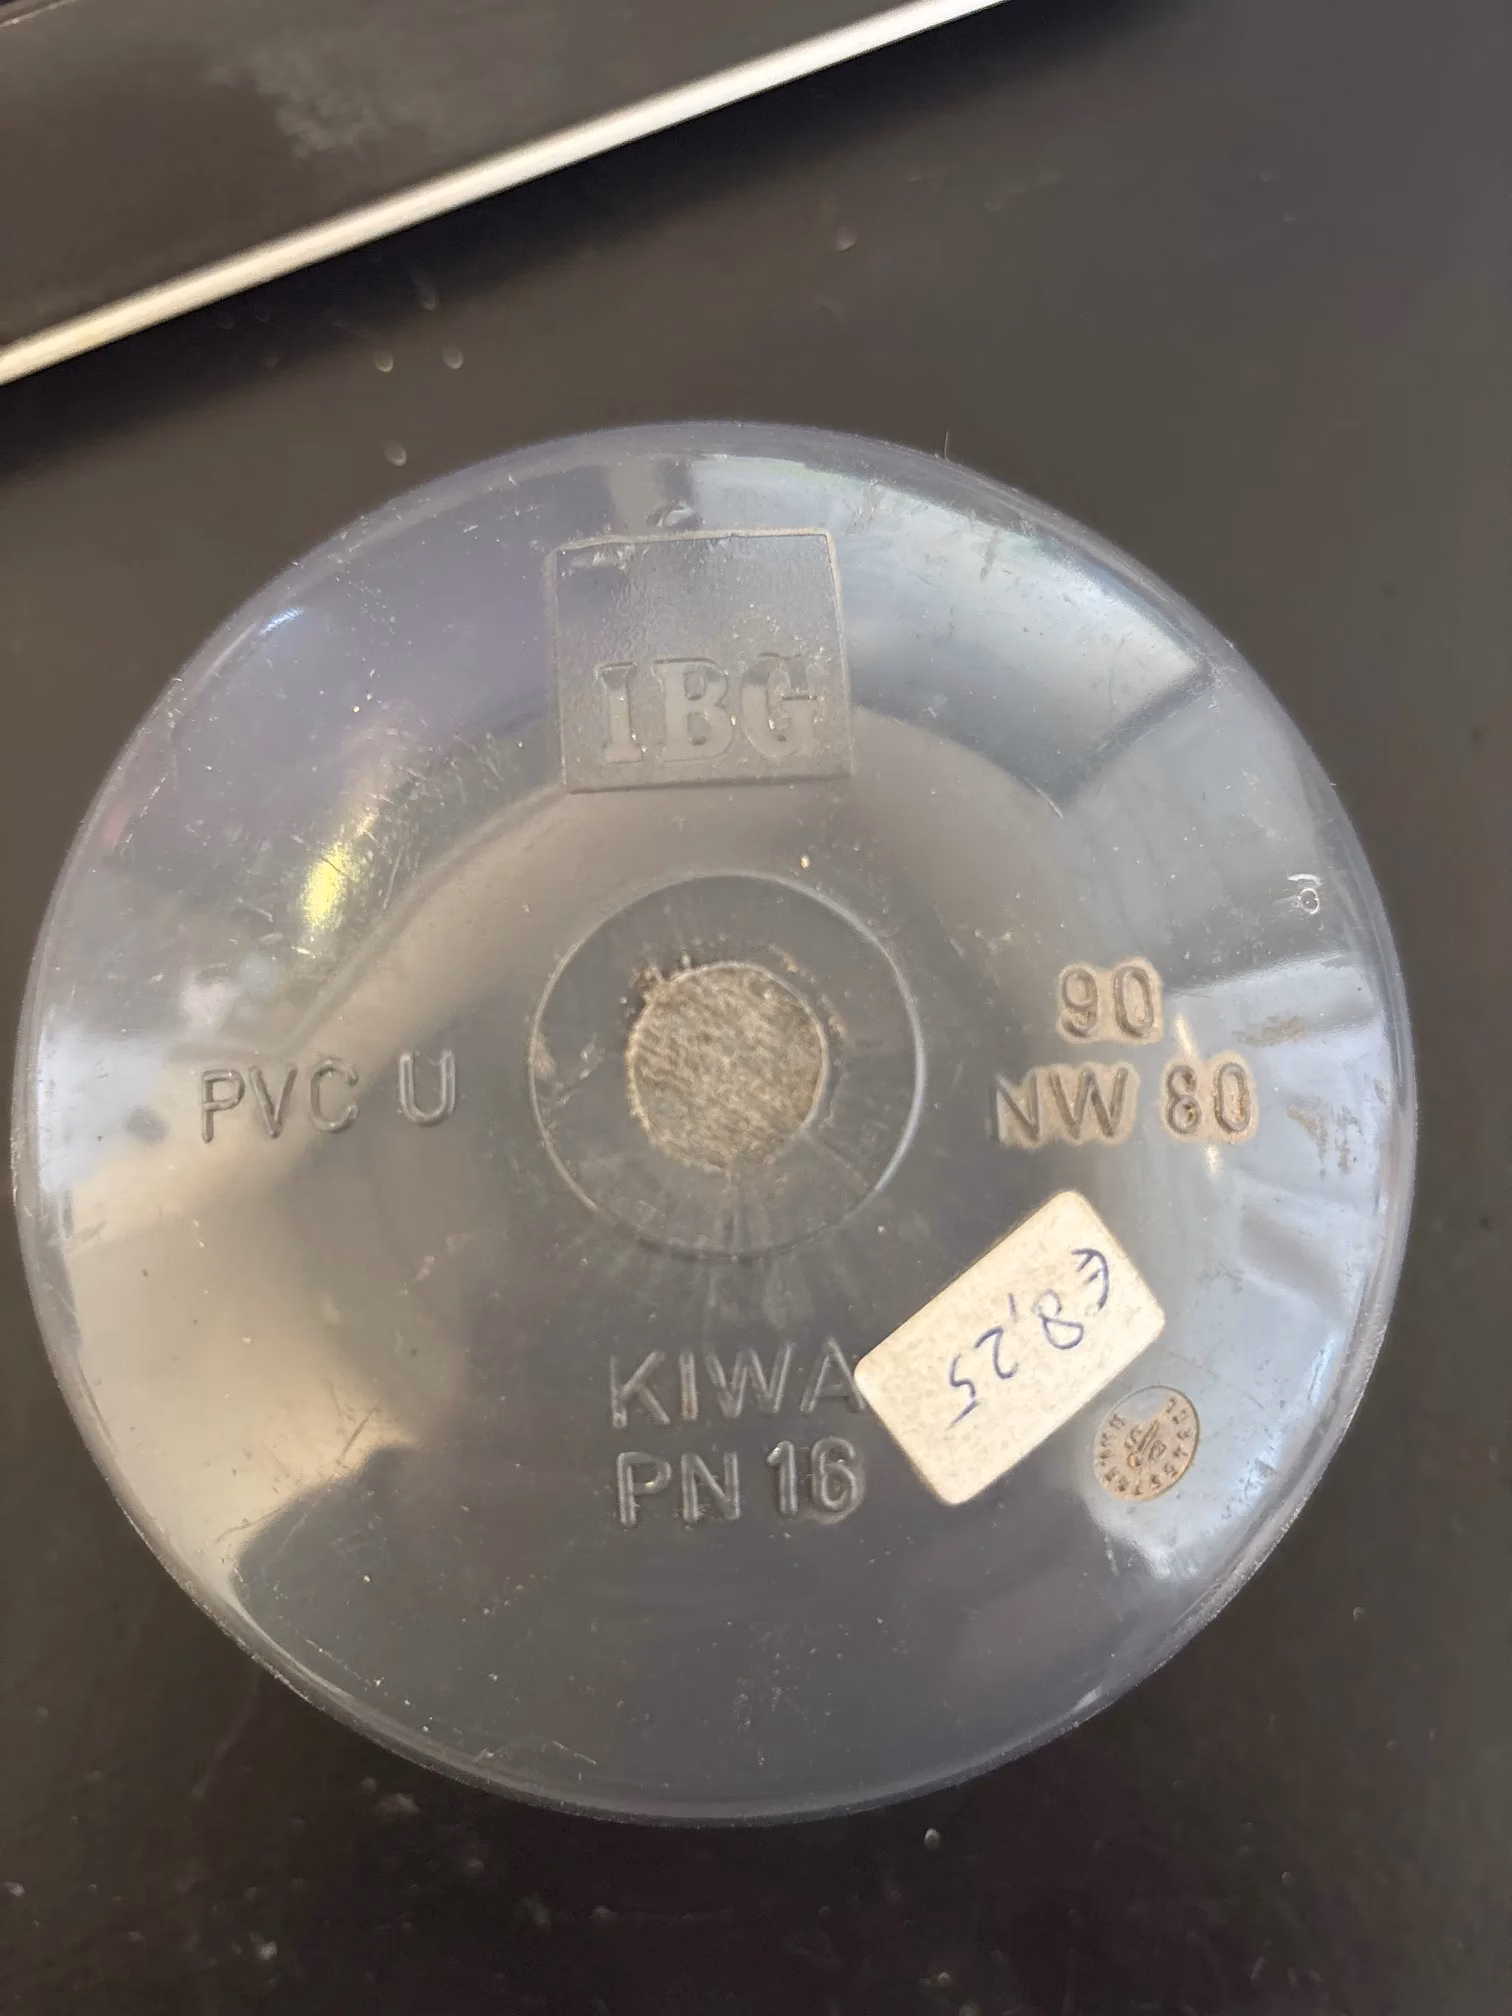 IBG
90
NW 80
PVC U
€8,25
KIWA
PN 16